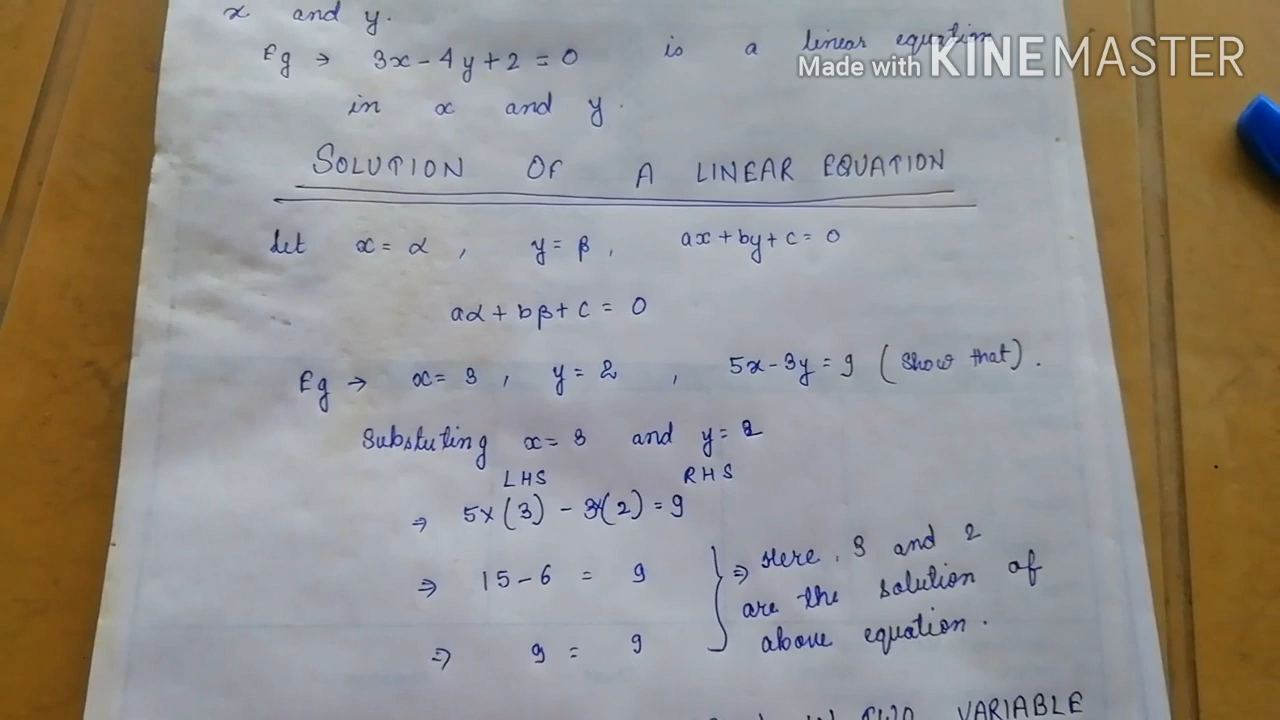 x and y.
Eg → 3x - 4y + 2 = 0 is a linear equation
Made with KINEMASTER
in x and y.
SOLUTION OF A LINEAR EQUATION
Let x = α , y = β , ax + by + c = 0
aα + bβ + c = 0
Eg → x = 3 , y = 2 , 5x - 3y = 9 (Show that).
Substuting x = 3 and y = 2
LHS RHS
⇒ 5x(3) - 3x(2) = 9
⇒ 15 - 6 = 9 } ⇒ Here, 3 and 2
are the solution of
⇒ 9 = 9 above equation.
IN TWO VARIABLE